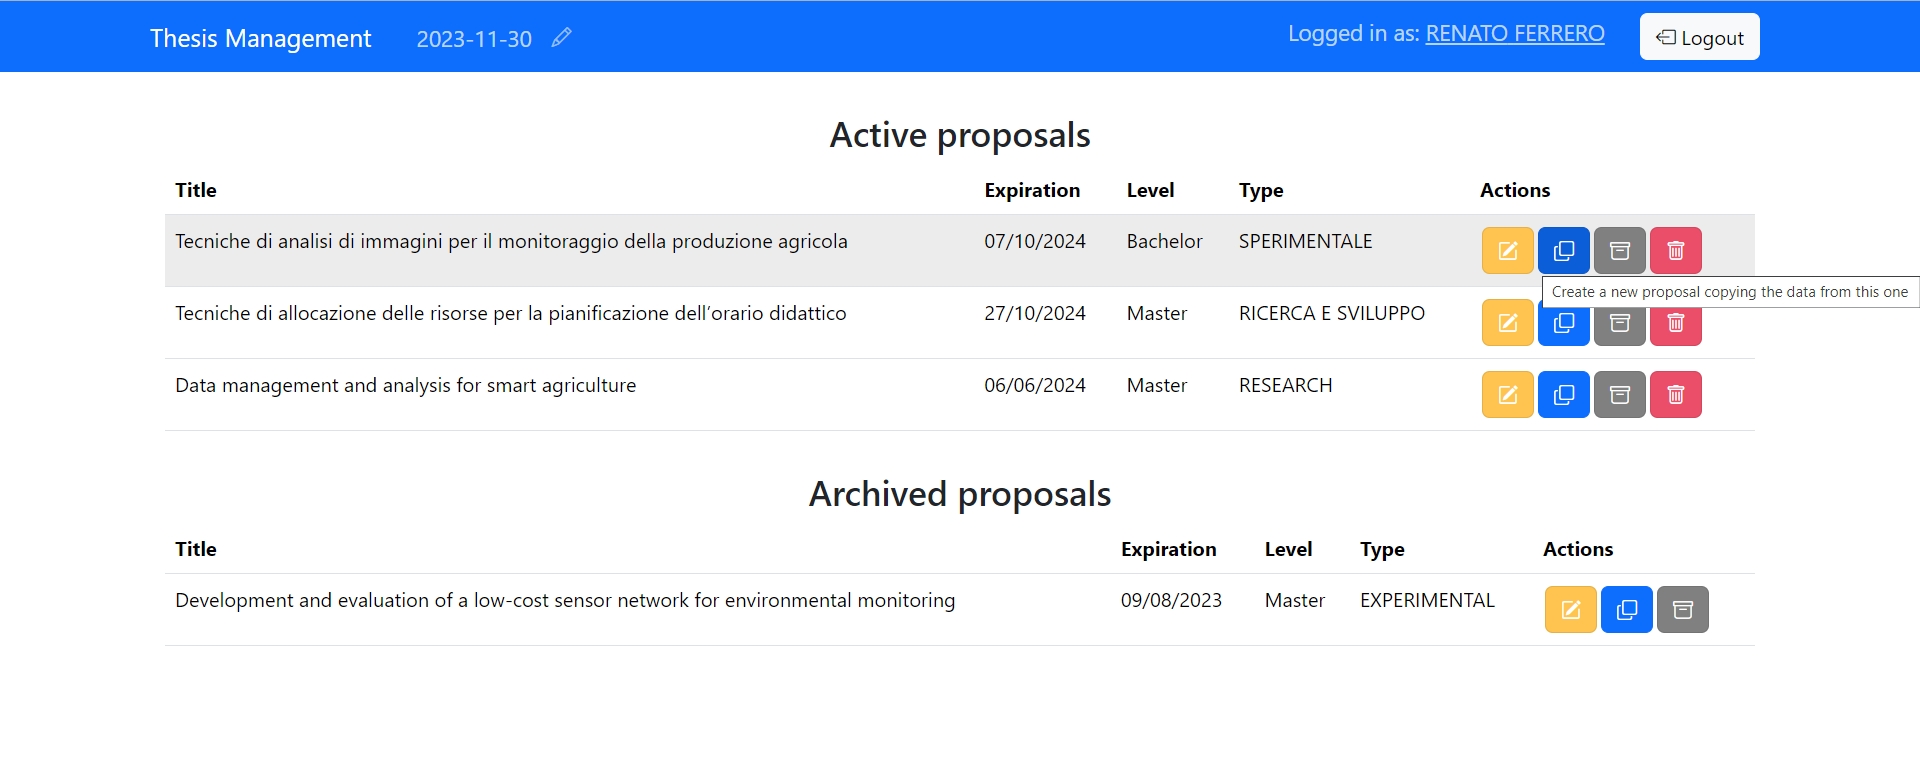 Thesis Management 2023-11-30 Logged in as: RENATO FERRERO Logout
Active proposals
Title Expiration Level Type Actions
Tecniche di analisi di immagini per il monitoraggio della produzione agricola 07/10/2024 Bachelor SPERIMENTALE
Create a new proposal copying the data from this one
Tecniche di allocazione delle risorse per la pianificazione dell’orario didattico 27/10/2024 Master RICERCA E SVILUPPO
Data management and analysis for smart agriculture 06/06/2024 Master RESEARCH
Archived proposals
Title Expiration Level Type Actions
Development and evaluation of a low-cost sensor network for environmental monitoring 09/08/2023 Master EXPERIMENTAL